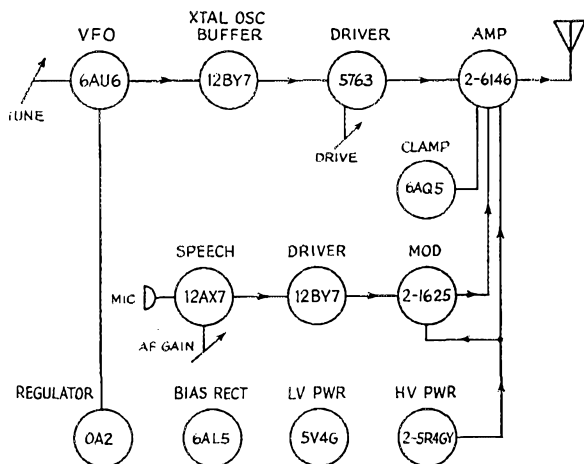 VFO
XTAL OSC
BUFFER
DRIVER
AMP
6AU6
12BY7
5763
2-6146
TUNE
DRIVE
CLAMP
6AQ5
SPEECH
DRIVER
MOD
MIC
12AX7
12BY7
2-1625
AF GAIN
REGULATOR
BIAS RECT
LV PWR
HV PWR
0A2
6AL5
5V4G
2-5R4GY